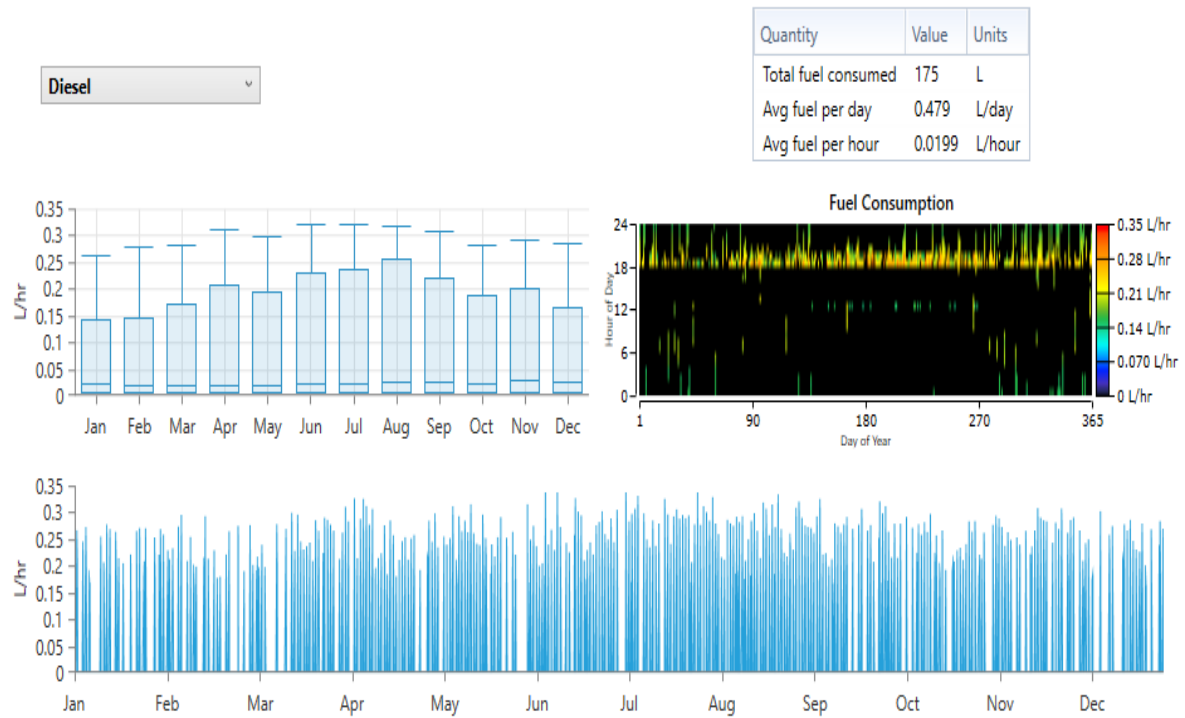 Quantity Value Units
Total fuel consumed 175 L
Avg fuel per day 0.479 L/day
Avg fuel per hour 0.0199 L/hour
Diesel
L/hr
0.35
0.3
0.25
0.2
0.15
0.1
0.05
0
Jan Feb Mar Apr May Jun Jul Aug Sep Oct Nov Dec
Fuel Consumption
Hour of Day
24
18
12
6
0
1 90 180 270 365
Day of Year
0.35 L/hr
0.28 L/hr
0.21 L/hr
0.14 L/hr
0.070 L/hr
0 L/hr
L/hr
0.35
0.3
0.25
0.2
0.15
0.1
0.05
0
Jan Feb Mar Apr May Jun Jul Aug Sep Oct Nov Dec